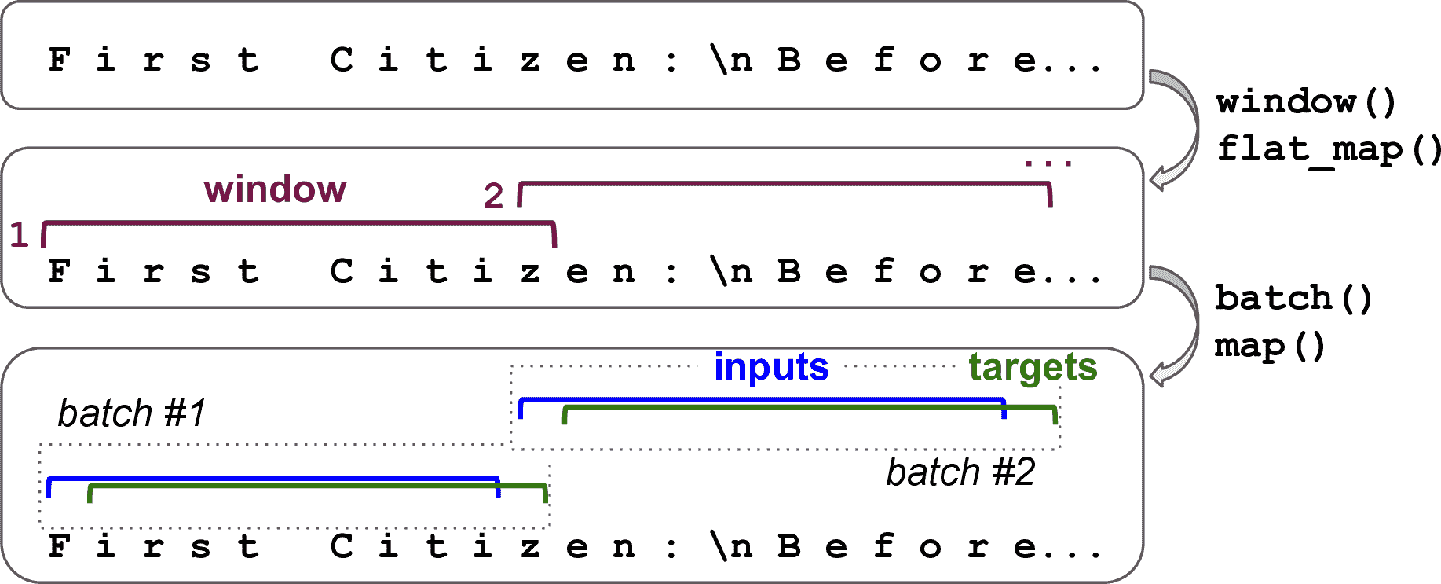 F i r s t   C i t i z e n : \n B e f o r e...
window()
flat_map()
...
window
2
1
F i r s t   C i t i z e n : \n B e f o r e...
batch()
map()
inputs targets
batch #1
batch #2
F i r s t   C i t i z e n : \n B e f o r e...